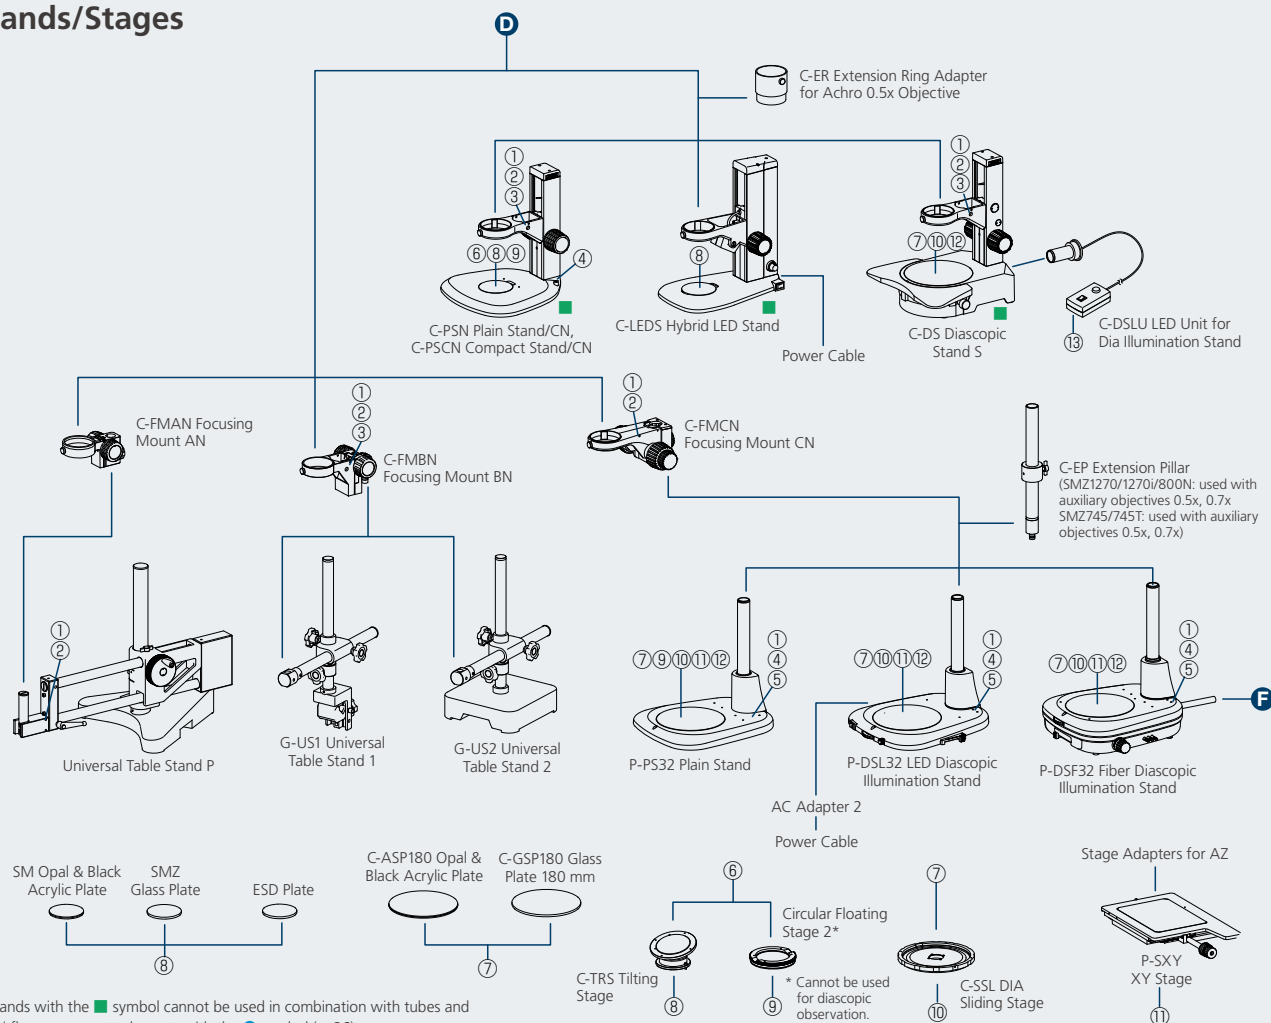 ands/Stages
D
C-ER Extension Ring Adapter
for Achro 0.5x Objective
①
②
③
⑥⑧⑨
④
C-PSN Plain Stand/CN,
C-PSCN Compact Stand/CN
⑧
C-LEDS Hybrid LED Stand
Power Cable
①
②
③
⑦⑩⑫
C-DS Diascopic
Stand S
⑬
C-DSLU LED Unit for
Dia Illumination Stand
C-FMAN Focusing
Mount AN
①
②
③
C-FMBN
Focusing Mount BN
①
②
C-FMCN
Focusing Mount CN
C-EP Extension Pillar
(SMZ1270/1270i/800N: used with
auxiliary objectives 0.5x, 0.7x
SMZ745/745T: used with auxiliary
objectives 0.5x, 0.7x)
①
②
Universal Table Stand P
G-US1 Universal
Table Stand 1
G-US2 Universal
Table Stand 2
⑦⑨⑩⑪⑫
①
④
⑤
P-PS32 Plain Stand
⑦⑩⑪⑫
①
④
⑤
P-DSL32 LED Diascopic
Illumination Stand
AC Adapter 2
Power Cable
⑦⑩⑪⑫
①
④
⑤
F
P-DSF32 Fiber Diascopic
Illumination Stand
SM Opal & Black
Acrylic Plate
SMZ
Glass Plate
ESD Plate
⑧
C-ASP180 Opal &
Black Acrylic Plate
C-GSP180 Glass
Plate 180 mm
⑦
⑥
C-TRS Tilting
Stage
⑧
Circular Floating
Stage 2*
⑨
* Cannot be used
for diascopic
observation.
⑦
C-SSL DIA
Sliding Stage
⑩
Stage Adapters for AZ
P-SXY
XY Stage
⑪
ands with the ■ symbol cannot be used in combination with tubes and